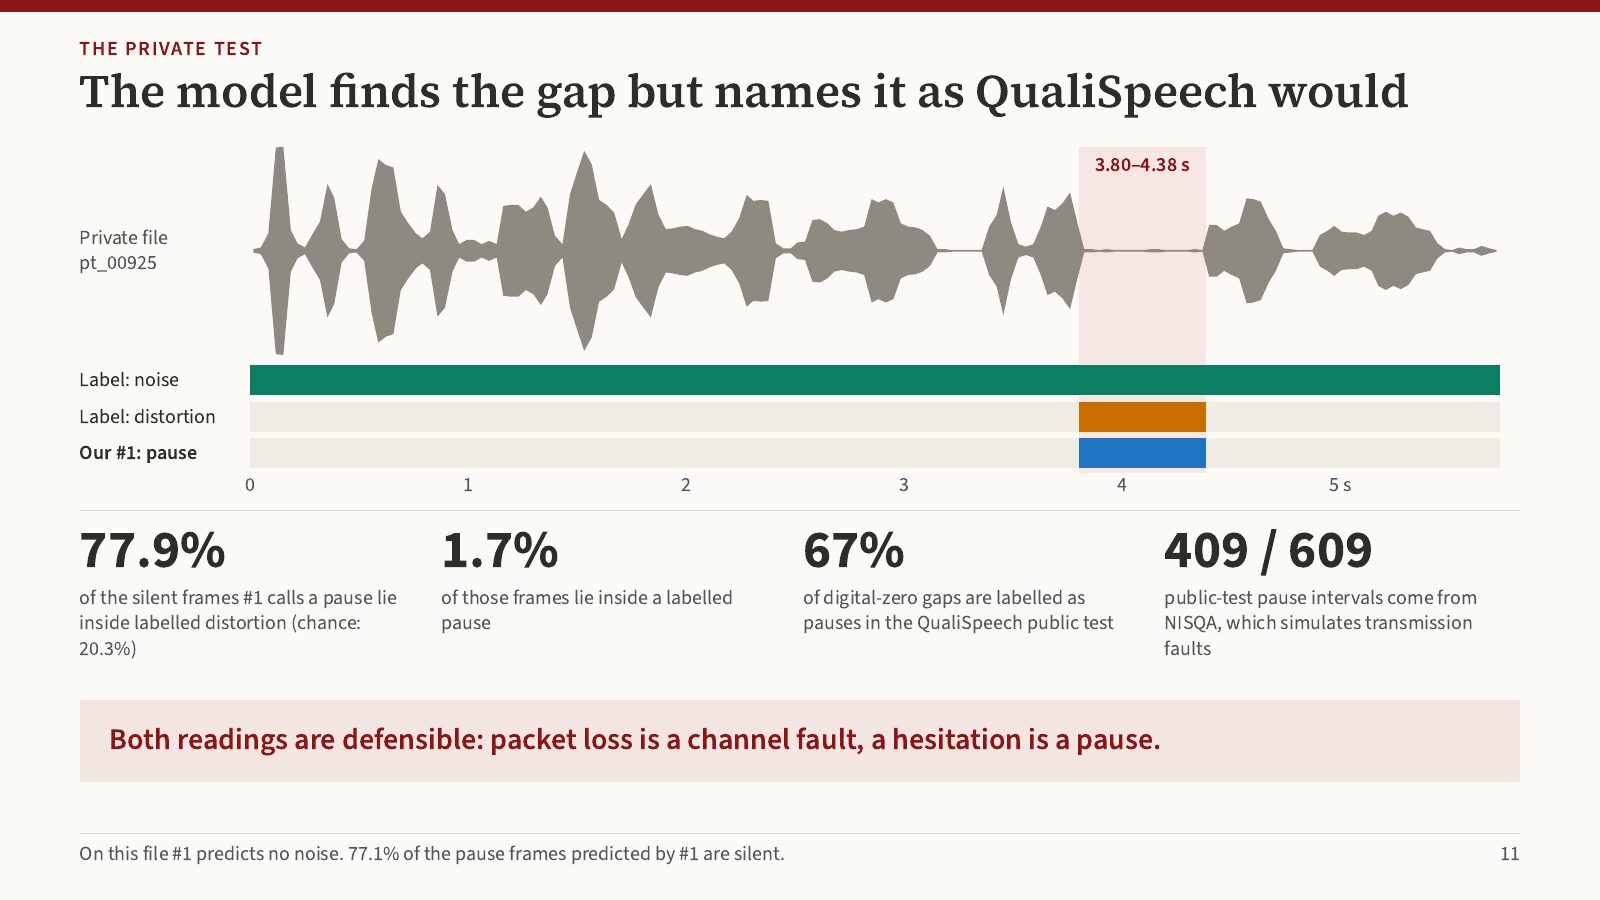 THE PRIVATE TEST
The model finds the gap but names it as QualiSpeech would
3.80–4.38 s
Private file
pt_00925
Label: noise
Label: distortion
Our #1: pause
0 1 2 3 4 5 s
77.9%
of the silent frames #1 calls a pause lie
inside labelled distortion (chance:
20.3%)
1.7%
of those frames lie inside a labelled
pause
67%
of digital-zero gaps are labelled as
pauses in the QualiSpeech public test
409 / 609
public-test pause intervals come from
NISQA, which simulates transmission
faults
Both readings are defensible: packet loss is a channel fault, a hesitation is a pause.
On this file #1 predicts no noise. 77.1% of the pause frames predicted by #1 are silent.
11